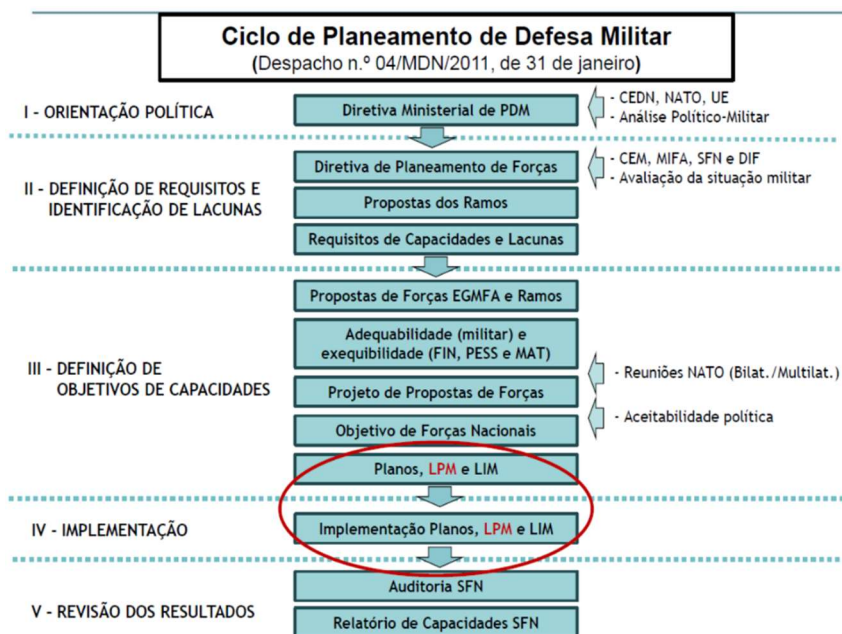 Ciclo de Planeamento de Defesa Militar
(Despacho n.º 04/MDN/2011, de 31 de janeiro)
I - ORIENTAÇÃO POLÍTICA
Diretiva Ministerial de PDM
- CEDN, NATO, UE
- Análise Político-Militar
II - DEFINIÇÃO DE REQUISITOS E
IDENTIFICAÇÃO DE LACUNAS
Diretiva de Planeamento de Forças
- CEM, MIFA, SFN e DIF
- Avaliação da situação militar
Propostas dos Ramos
Requisitos de Capacidades e Lacunas
III - DEFINIÇÃO DE
OBJETIVOS DE CAPACIDADES
Propostas de Forças EGMFA e Ramos
Adequabilidade (militar) e
exequibilidade (FIN, PESS e MAT)
- Reuniões NATO (Bilat./Multilat.)
Projeto de Propostas de Forças
- Aceitabilidade política
Objetivo de Forças Nacionais
Planos, LPM e LIM
IV - IMPLEMENTAÇÃO
Implementação Planos, LPM e LIM
V - REVISÃO DOS RESULTADOS
Auditoria SFN
Relatório de Capacidades SFN